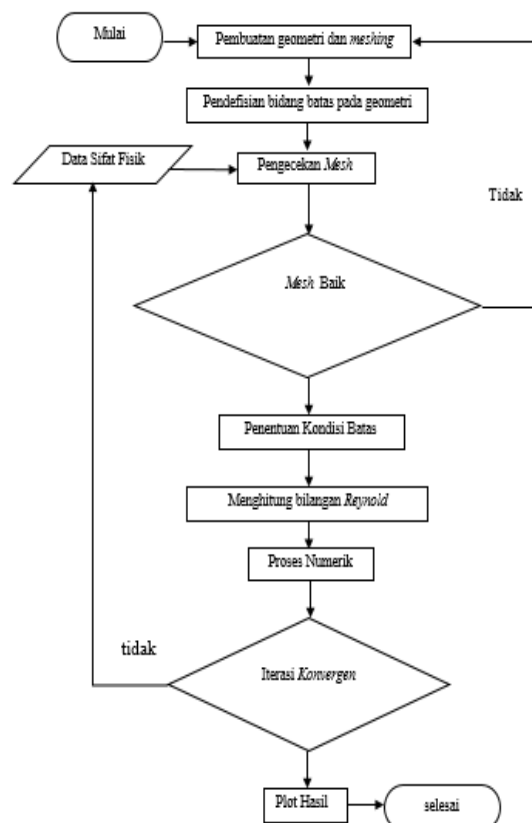 Mulai
Pembuatan geometri dan meshing
Pendefisian bidang batas pada geometri
Data Sifat Fisik
Pengecekan Mesh
Tidak
Mesh Baik
Penentuan Kondisi Batas
Menghitung bilangan Reynold
Proses Numerik
tidak
Iterasi Konvergen
Plot Hasil
selesai